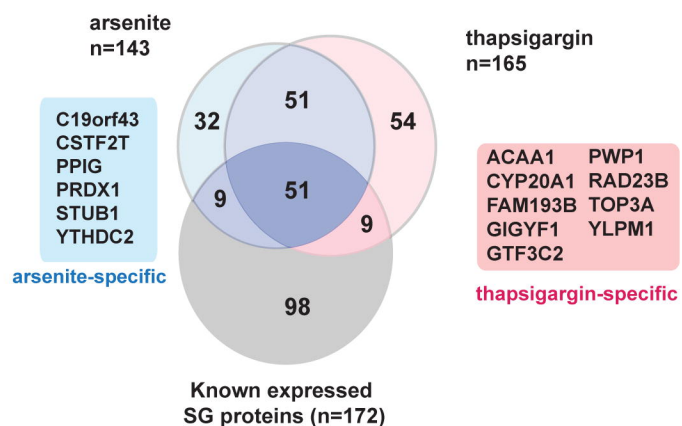 arsenite
n=143
thapsigargin
n=165
32
51
54
9
51
9
98
C19orf43
CSTF2T
PPIG
PRDX1
STUB1
YTHDC2
arsenite-specific
ACAA1 PWP1
CYP20A1 RAD23B
FAM193B TOP3A
GIGYF1 YLPM1
GTF3C2
thapsigargin-specific
Known expressed
SG proteins (n=172)